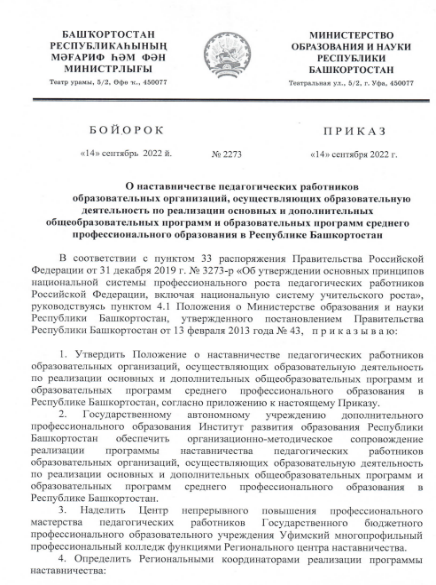 БАШҠОРТОСТАН
РЕСПУБЛИКАҺЫНЫҢ
МӘҒАРИФ ҺӘМ ФӘН
МИНИСТРЛЫҒЫ
Театр урамы, 5/2, Өфө ҡ., 450077
МИНИСТЕРСТВО
ОБРАЗОВАНИЯ И НАУКИ
РЕСПУБЛИКИ
БАШКОРТОСТАН
Театральная ул., 5/2, г. Уфа, 450077
БОЙОРОК
ПРИКАЗ
«14» сентябрь 2022 й.
№ 2273
«14» сентября 2022 г.
О наставничестве педагогических работников
образовательных организаций, осуществляющих образовательную
деятельность по реализации основных и дополнительных
общеобразовательных программ и образовательных программ среднего
профессионального образования в Республике Башкортостан
В соответствии с пунктом 33 распоряжения Правительства Российской
Федерации от 31 декабря 2019 г. № 3273-р «Об утверждении основных принципов
национальной системы профессионального роста педагогических работников
Российской Федерации, включая национальную систему учительского роста»,
руководствуясь пунктом 4.1 Положения о Министерстве образования и науки
Республики Башкортостан, утвержденного постановлением Правительства
Республики Башкортостан от 13 февраля 2013 года № 43, п р и к а з ы в а ю:
1. Утвердить Положение о наставничестве педагогических работников
образовательных организаций, осуществляющих образовательную деятельность
по реализации основных и дополнительных общеобразовательных программ и
образовательных программ среднего профессионального образования в
Республике Башкортостан, согласно приложению к настоящему Приказу.
2. Государственному автономному учреждению дополнительного
профессионального образования Институт развития образования Республики
Башкортостан обеспечить организационно-методическое сопровождение
реализации программы наставничества педагогических работников
образовательных организаций, осуществляющих образовательную деятельность
по реализации основных и дополнительных общеобразовательных программ и
образовательных программ среднего профессионального образования в
Республике Башкортостан.
3. Наделить Центр непрерывного повышения профессионального
мастерства педагогических работников Государственного бюджетного
профессионального образовательного учреждения Уфимский многопрофильный
профессиональный колледж функциями Регионального центра наставничества.
4. Определить Региональными координаторами реализации программы
наставничества: